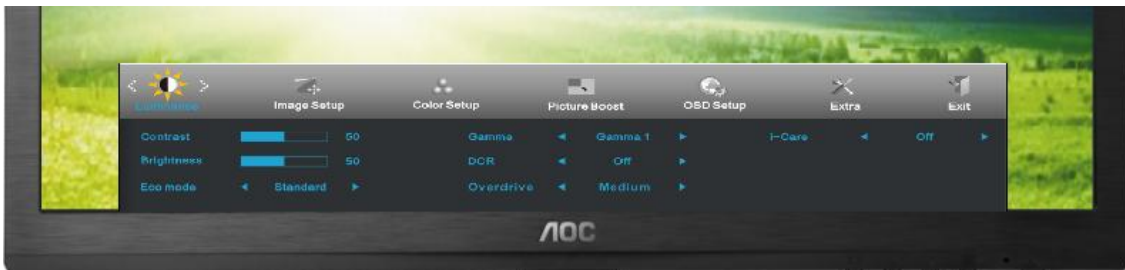 Luminance Image Setup Color Setup Picture Boost OSD Setup Extra Exit
Contrast 50 Gamma Gamma 1 i-Care Off
Brightness 50 DCR Off
Eco mode Standard Overdrive Medium
AOC